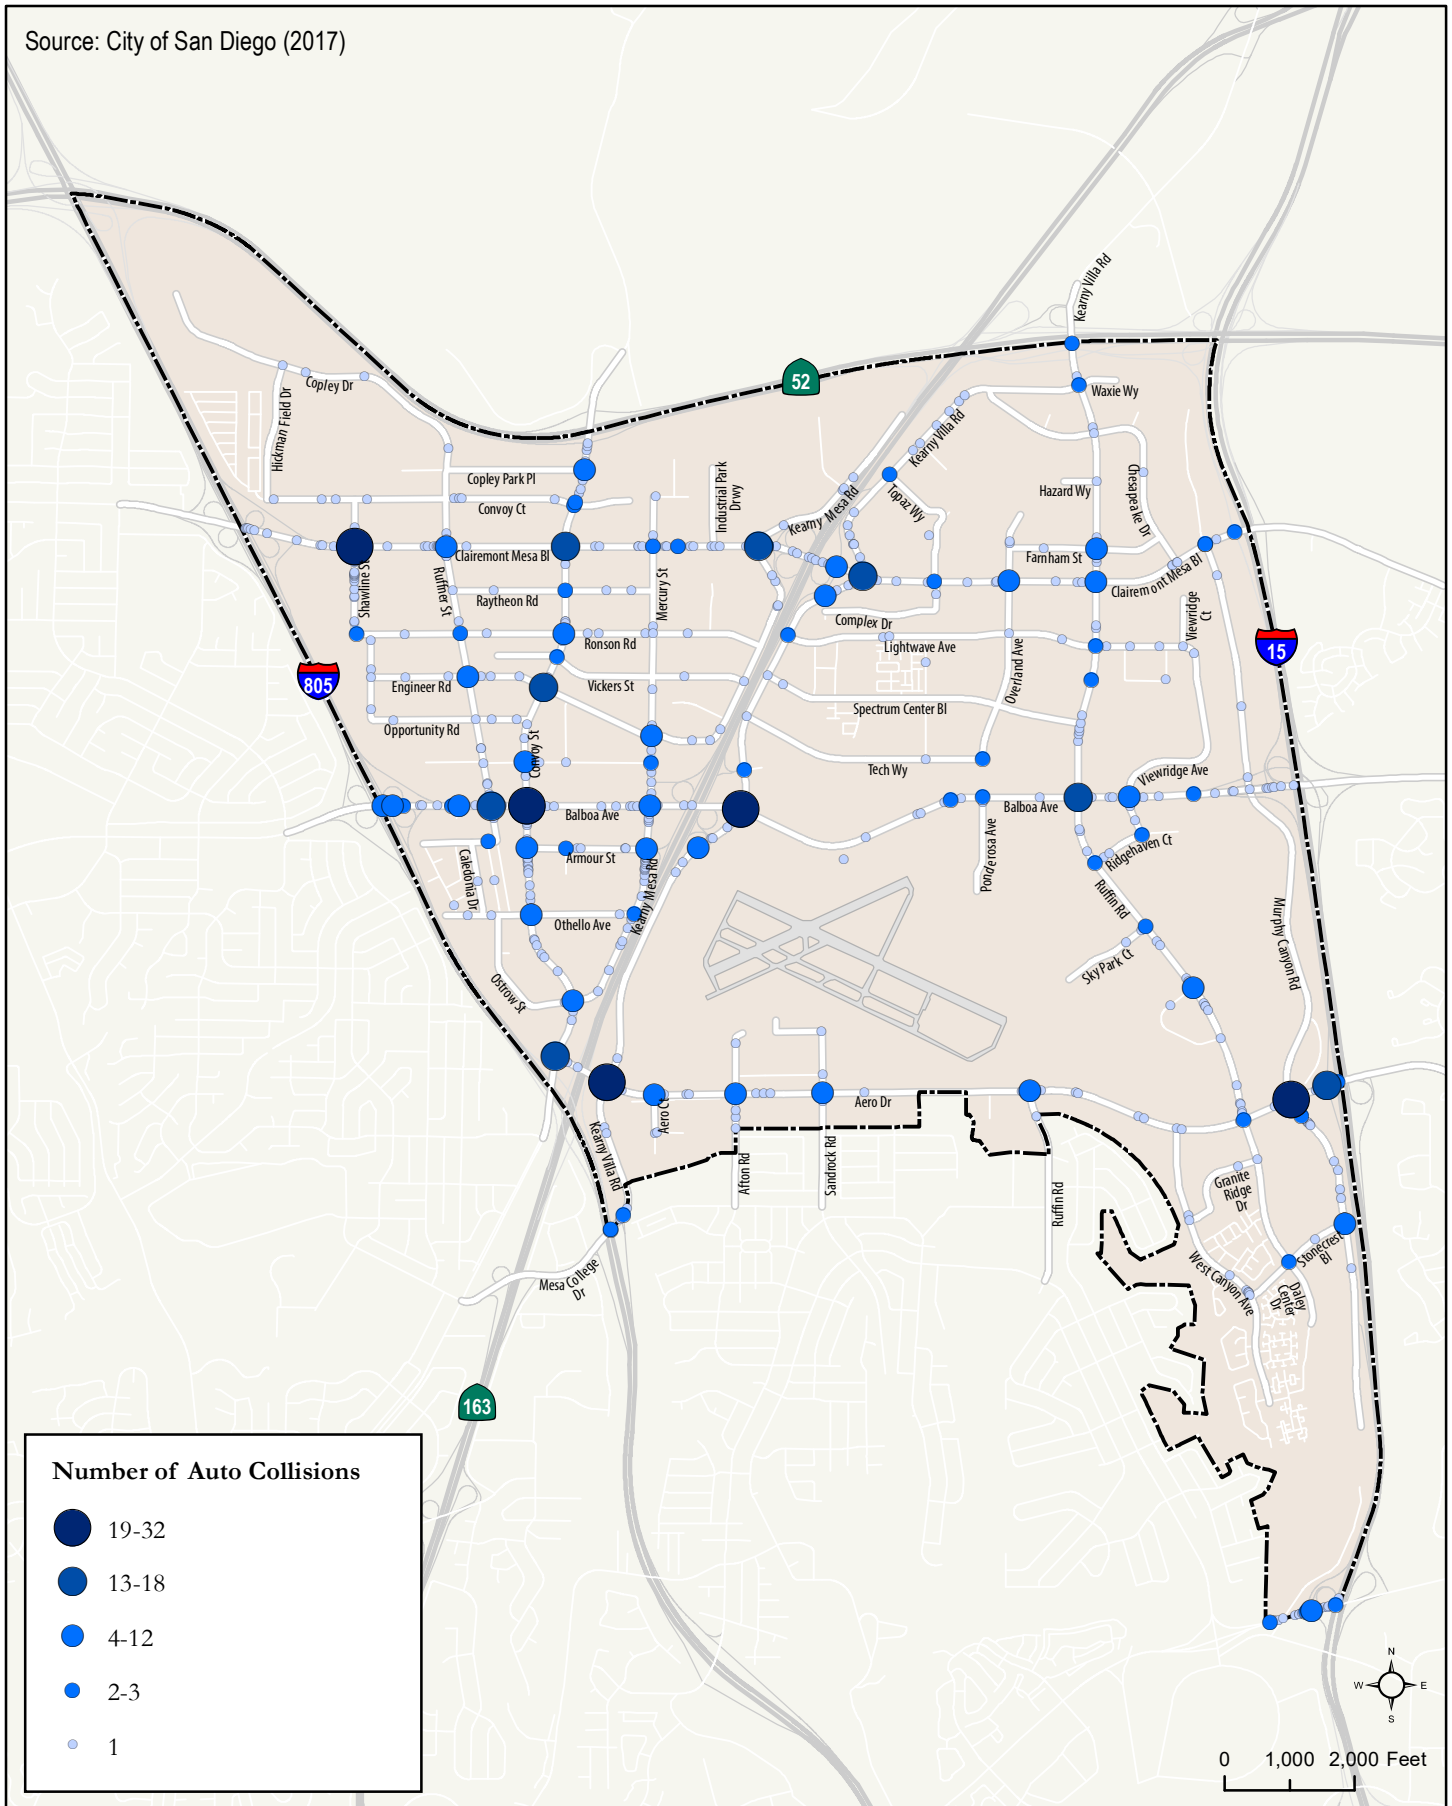 Source: City of San Diego (2017)
Kearny Villa Rd
52
Copley Dr
Hickman Field Dr
Waxie Wy
Kearny Villa Rd
Copley Park Pl
Industrial Park
Drwy
Kearny Mesa Rd
Topaz Wy
Hazard Wy
Chesapeake Dr
Convoy Ct
Clairemont Mesa Bl
Farnham St
Clairemont Mesa Bl
Shawline St
Ruffner St
Raytheon Rd
Mercury St
Complex Dr
Viewridge
Ct
Ronson Rd
Lightwave Ave
Overland Ave
15
805
Engineer Rd
Vickers St
Spectrum Center Bl
Opportunity Rd
Convoy St
Tech Wy
Viewridge Ave
Balboa Ave
Balboa Ave
Armour St
Ponderosa Ave
Ridgehaven Ct
Caledonia Dr
Kearny Mesa Rd
Ruffin Rd
Othello Ave
Murphy Canyon Rd
Ostrow St
Sky Park Ct
Aero Ct
Aero Dr
Kearny Villa Rd
Afton Rd
Sandrock Rd
Ruffin Rd
Granite
Ridge
Dr
Stonecrest
Bl
West Canyon Ave
Daley
Center
Dr
Mesa College
Dr
163
Number of Auto Collisions
19-32
13-18
4-12
2-3
1
N
W
E
S
0 1,000 2,000 Feet